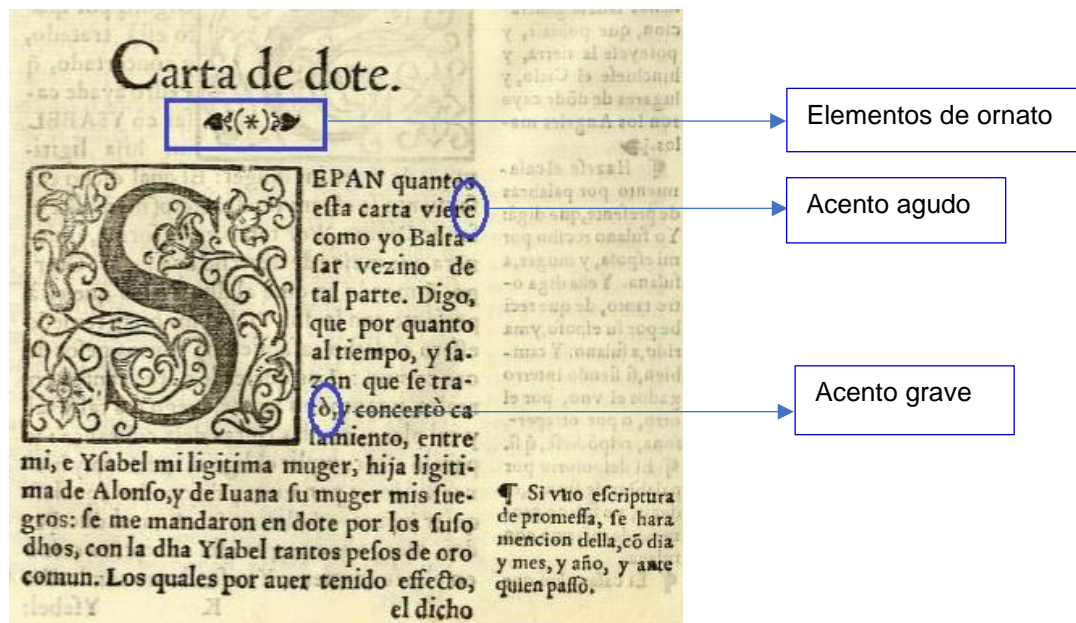 Carta de dote.
(*)
EPAN quantos
eſta carta vierẽ
como yo Balta-
ſar vezino de
tal parte. Digo,
que por quanto
al tiempo, y ſa-
zon que ſe tra-
tò, y concertò ca
ſamiento, entre
mi, e Yſabel mi ligitima muger, hija ligiti-
ma de Alonſo, y de Iuana ſu muger mis ſue-
gros: ſe me mandaron en dote por los ſuſo
dhos, con la dha Yſabel tantos peſos de oro
comun. Los quales por auer tenido effecto,
el dicho
¶ Si vuo eſcriptura
de promeſſa, ſe hara
mencion della, cõ dia
y mes, y año, y ante
quien paſſò.
Elementos de ornato
Acento agudo
Acento grave